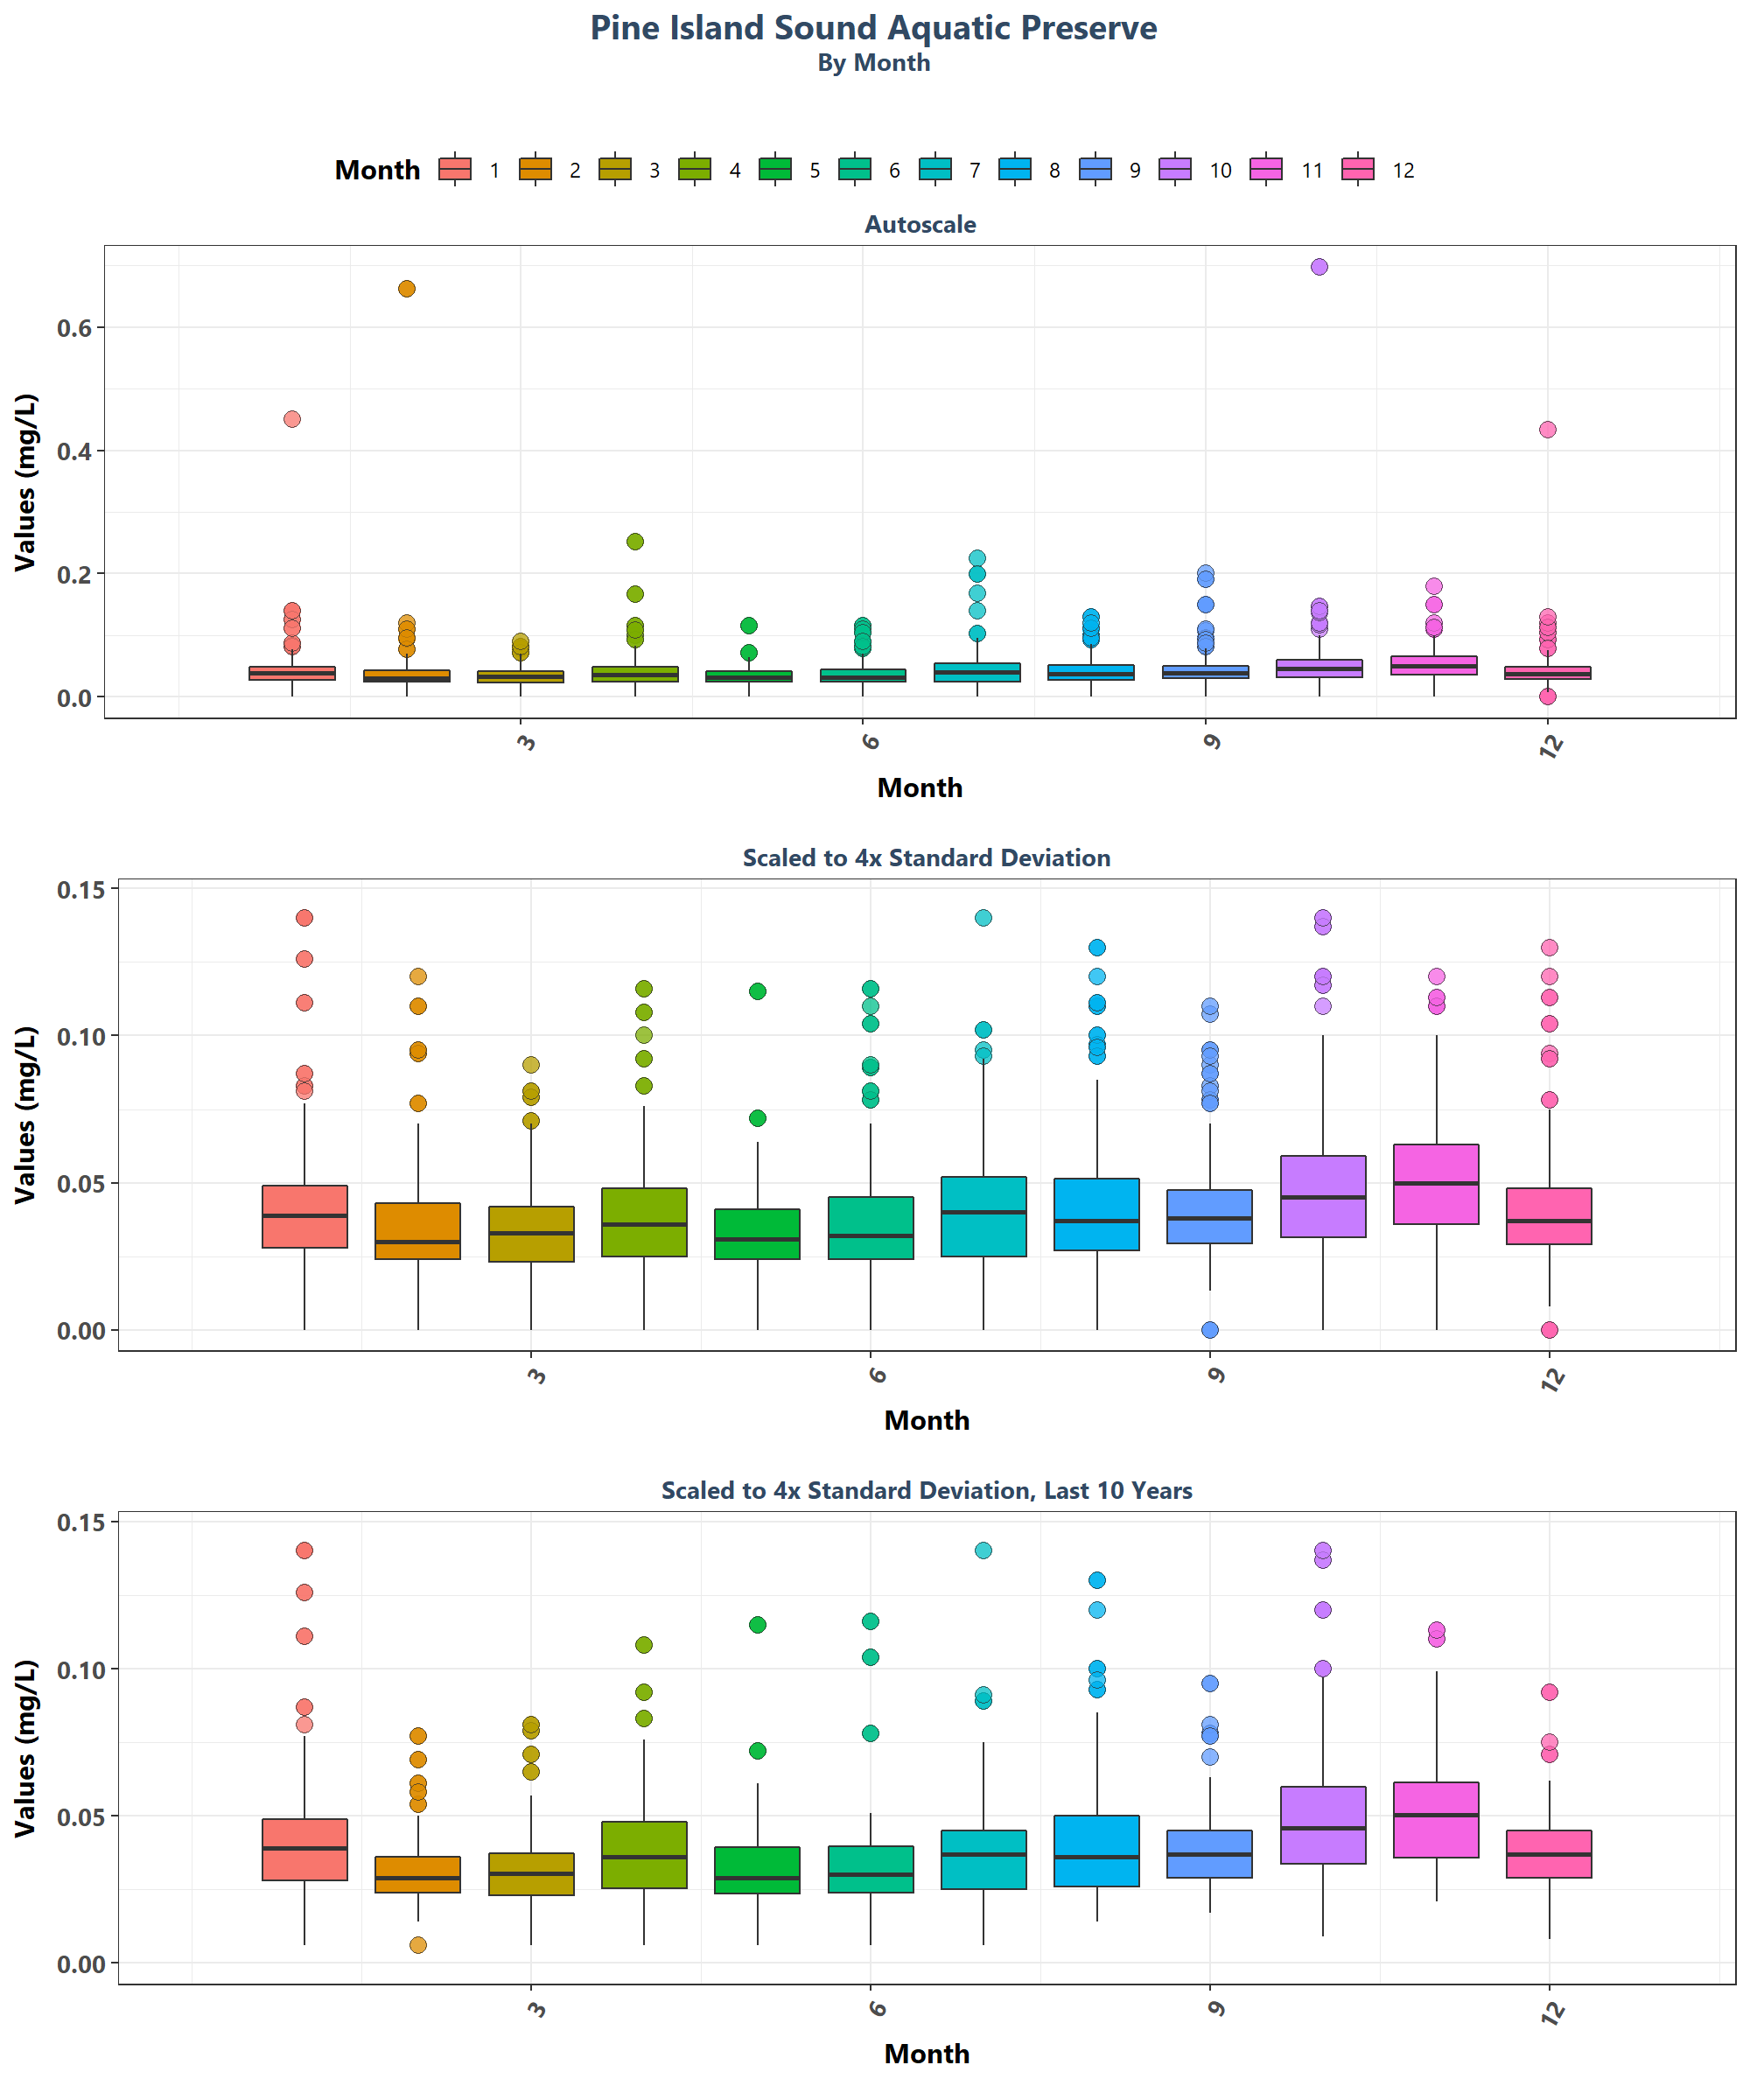 Pine Island Sound Aquatic Preserve
By Month
Month 1 2 3 4 5 6 7 8 9 10 11 12
Autoscale
Values (mg/L)
0.6
0.4
0.2
0.0
3 6 9 12
Month
Scaled to 4x Standard Deviation
Values (mg/L)
0.15
0.10
0.05
0.00
3 6 9 12
Month
Scaled to 4x Standard Deviation, Last 10 Years
Values (mg/L)
0.15
0.10
0.05
0.00
3 6 9 12
Month